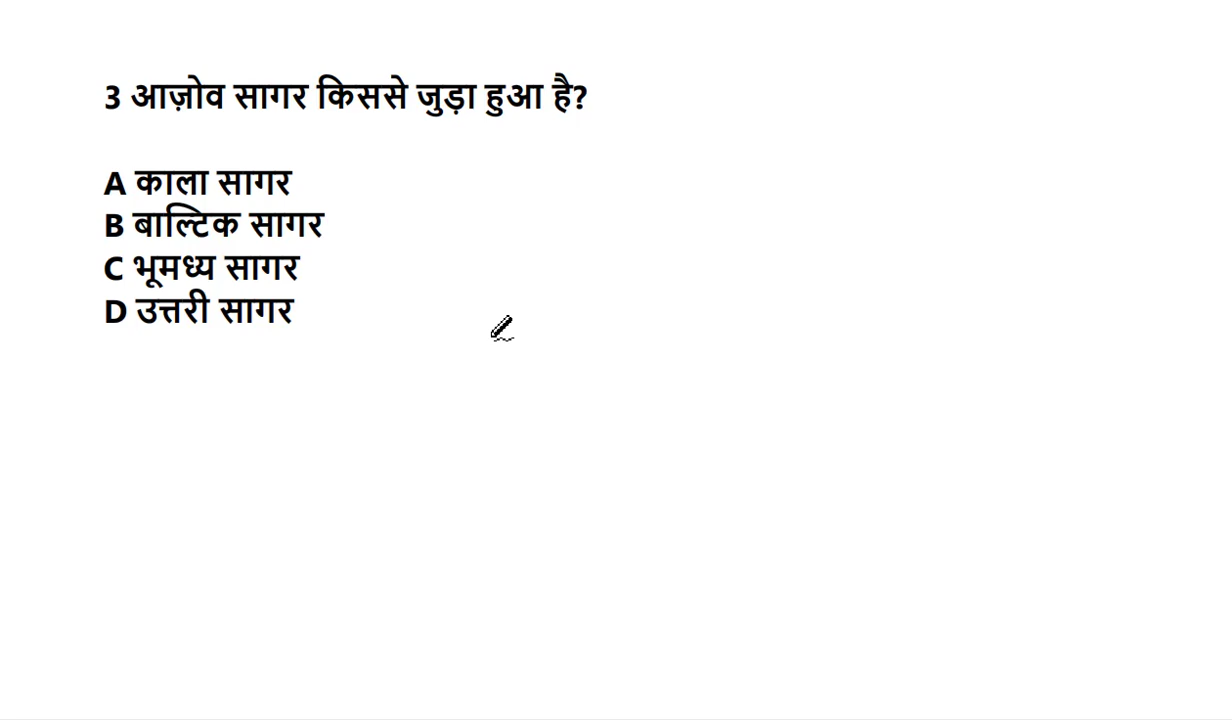 3 आज़ोव सागर किससे जुड़ा हुआ है?
A काला सागर
B बाल्टिक सागर
C भूमध्य सागर
D उत्तरी सागर